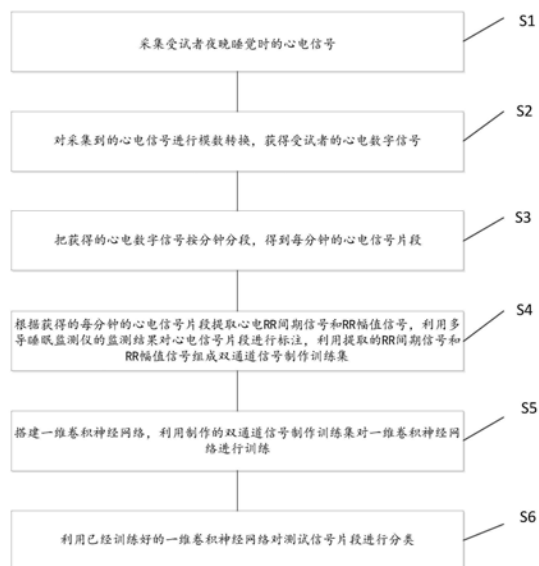 S1
采集受试者夜晚睡觉时的心电信号
S2
对采集到的心电信号进行模数转换，获得受试者的心电数字信号
S3
把获得的心电数字信号按分钟分段，得到每分钟的心电信号片段
S4
根据获得的每分钟的心电信号片段提取心电RR间期信号和RR幅值信号，利用多
导睡眠监测仪的监测结果对心电信号片段进行标注，利用提取的RR间期信号和
RR幅值信号组成双通道信号制作训练集
S5
搭建一维卷积神经网络，利用制作的双通道信号制作训练集对一维卷积神经网
络进行训练
S6
利用已经训练好的一维卷积神经网络对测试信号片段进行分类